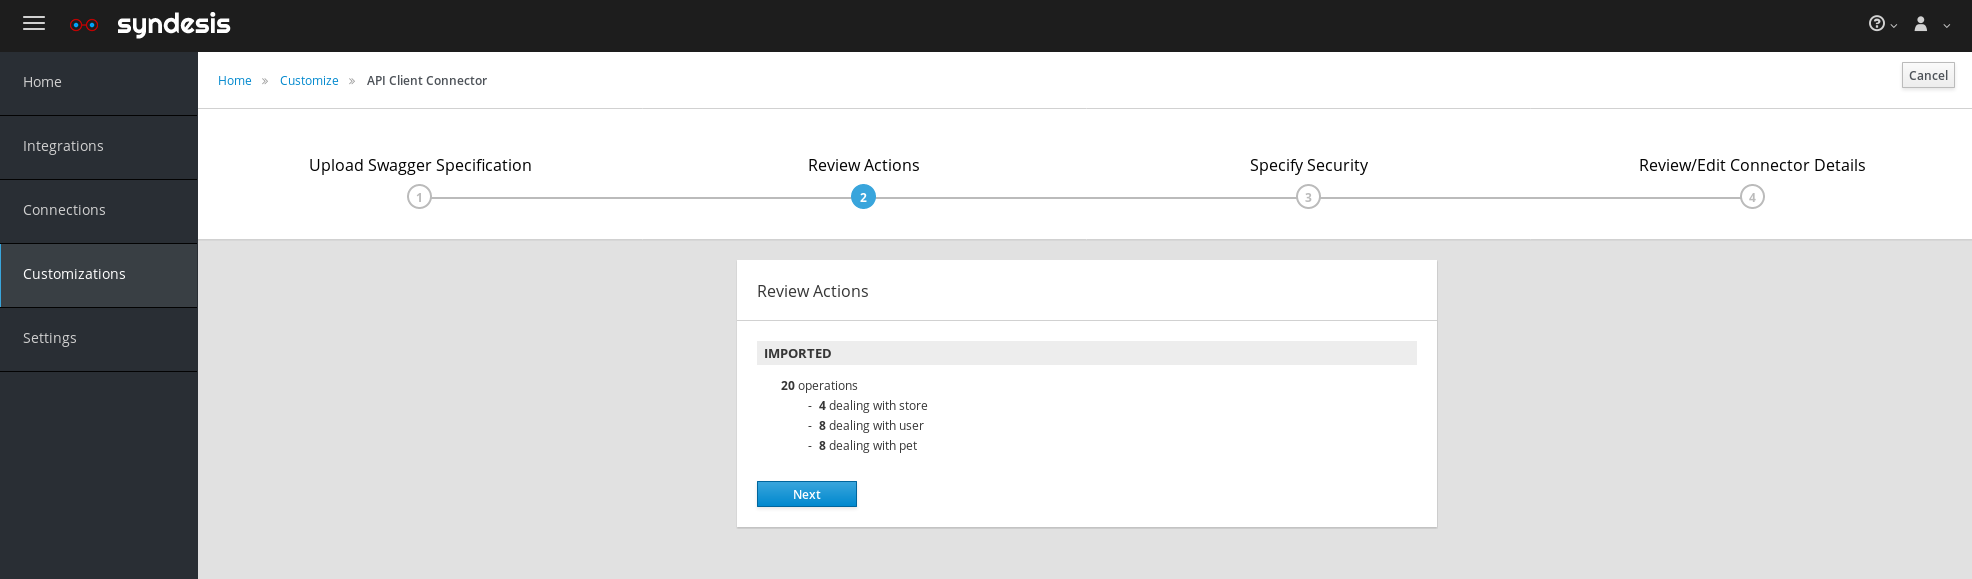 syndesis
Home
Integrations
Connections
Customizations
Settings
Home » Customize » API Client Connector
Cancel
Upload Swagger Specification
1
Review Actions
2
Specify Security
3
Review/Edit Connector Details
4
Review Actions
IMPORTED
20 operations
- 4 dealing with store
- 8 dealing with user
- 8 dealing with pet
Next